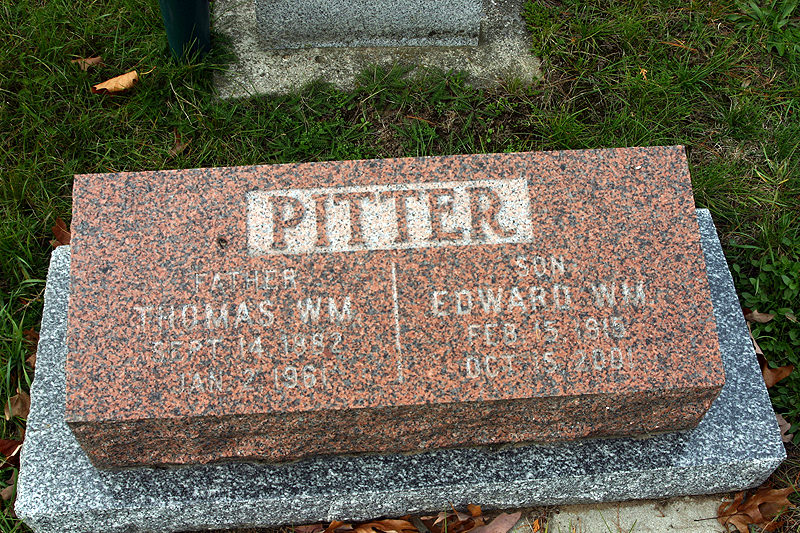 PITTER
FATHER
THOMAS WM.
SEPT. 14, 1882
JAN. 2, 1961
SON
EDWARD WM.
FEB. 15, 1919
OCT. 15, 2001